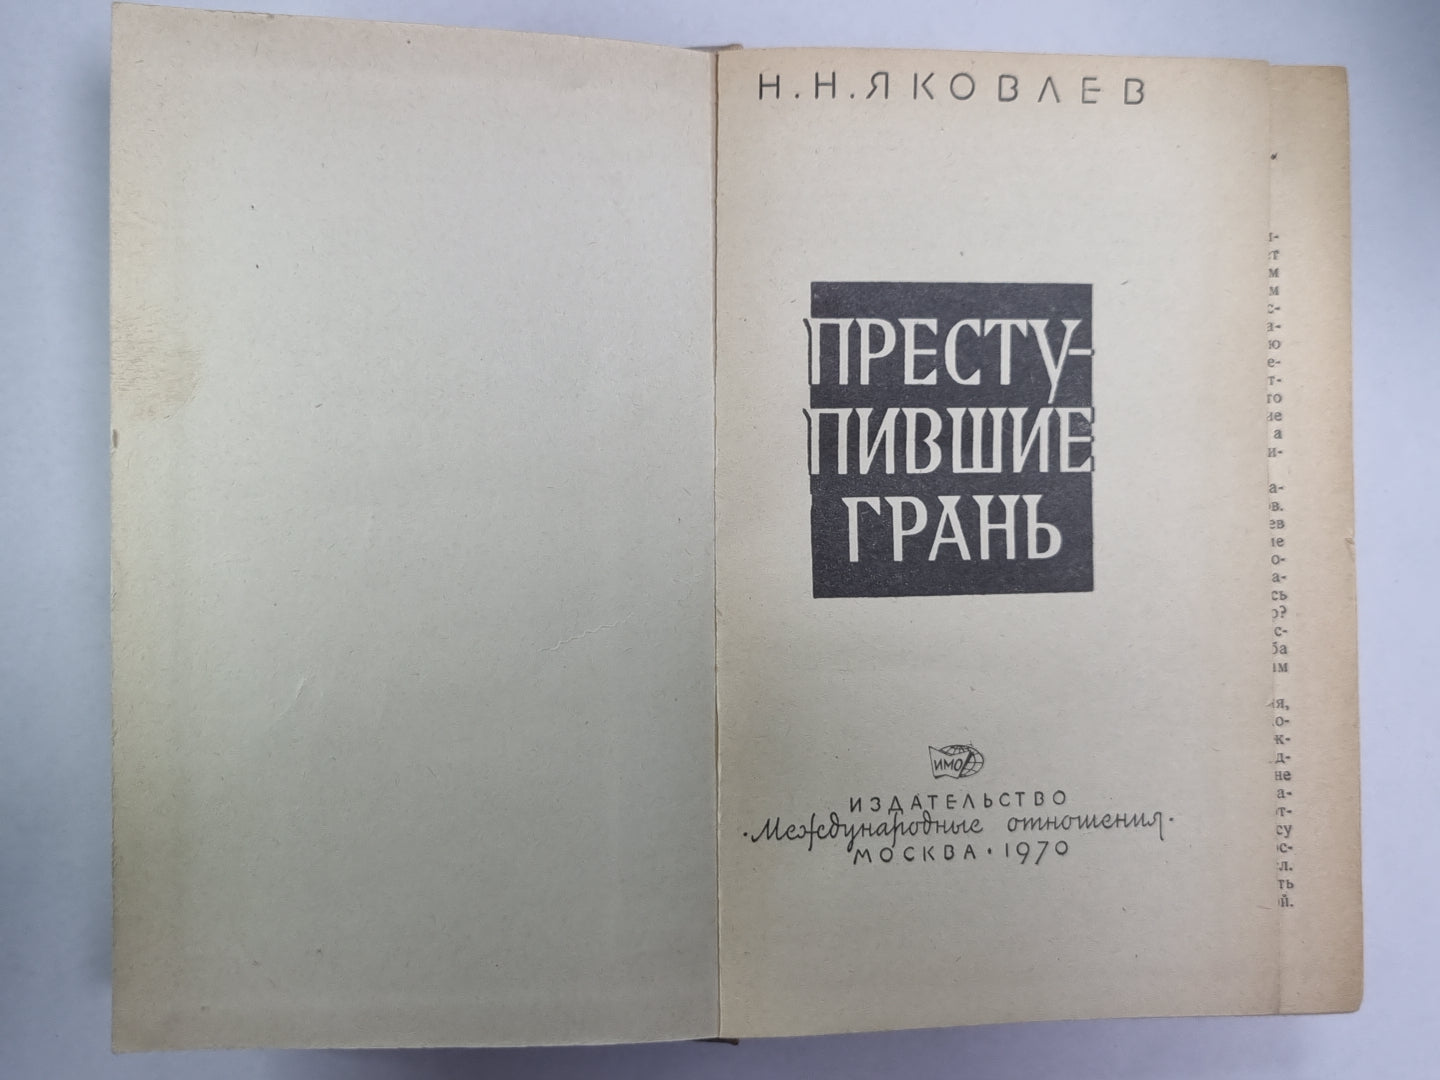 Н. Н. ЯКОВЛЕВ
ПРЕСТУ-
ПИВШИЕ
ГРАНЬ
ИМО
ИЗДАТЕЛЬСТВО
·Международные отношения·
МОСКВА · 1970